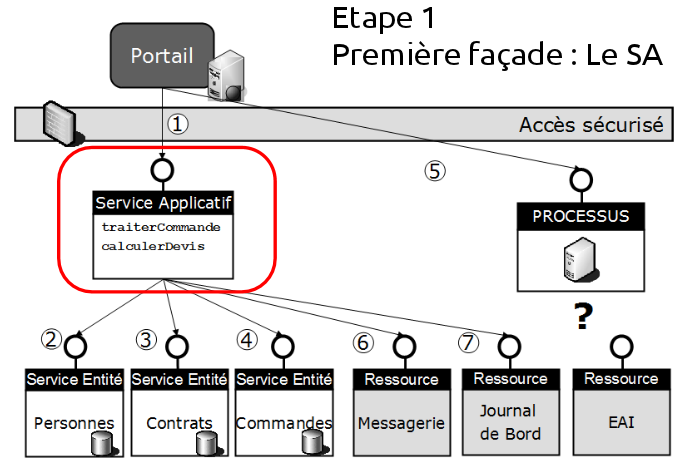 Etape 1
Première façade : Le SA
Portail
①
Accès sécurisé
⑤
Service Applicatif
traiterCommande
calculerDevis
PROCESSUS
?
② ③ ④ ⑥ ⑦
Service Entité Service Entité Service Entité Ressource Ressource Ressource
Personnes Contrats Commandes Messagerie Journal de Bord EAI